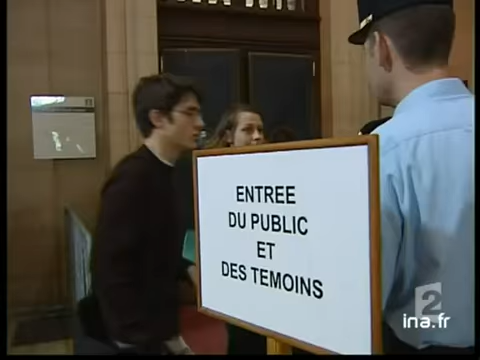 ENTREE
DU PUBLIC
ET
DES TEMOINS
2
ina.fr